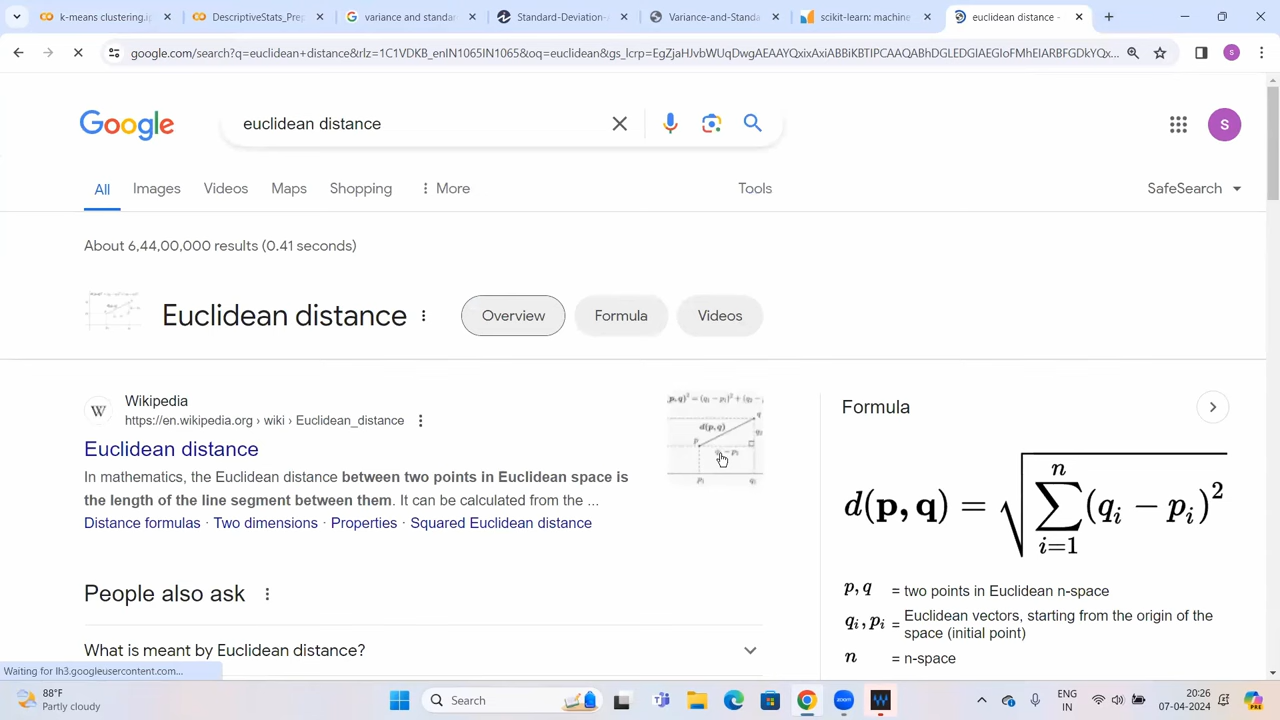 k-means clustering.i
DescriptiveStats_Prep
variance and standar
Standard-Deviation-
Variance-and-Standa
scikit-learn: machine
euclidean distance -
google.com/search?q=euclidean+distance&rlz=1C1VDKB_enIN1065IN1065&oq=euclidean&gs_lcrp=EgZjaHJvbWUqDwgAEAAYQxixAxiABBiKBTIPCAAQABhDGLEDGIAEGIoFMhEIARBFGDkYQx...
S
Google
euclidean distance
S
All
Images
Videos
Maps
Shopping
More
Tools
SafeSearch
About 6,44,00,000 results (0.41 seconds)
Euclidean distance
Overview
Formula
Videos
W
Wikipedia
https://en.wikipedia.org › wiki › Euclidean_distance
Euclidean distance
In mathematics, the Euclidean distance between two points in Euclidean space is
the length of the line segment between them. It can be calculated from the ...
Distance formulas · Two dimensions · Properties · Squared Euclidean distance
d(p,q)
Formula
d(p, q) = √∑ⁿᵢ₌₁(qᵢ − pᵢ)²
p, q = two points in Euclidean n-space
qᵢ, pᵢ = Euclidean vectors, starting from the origin of the
space (initial point)
n = n-space
People also ask
What is meant by Euclidean distance?
Waiting for lh3.googleusercontent.com...
88°F
Partly cloudy
Search
zoom
ENG
IN
20:26
07-04-2024
PRE